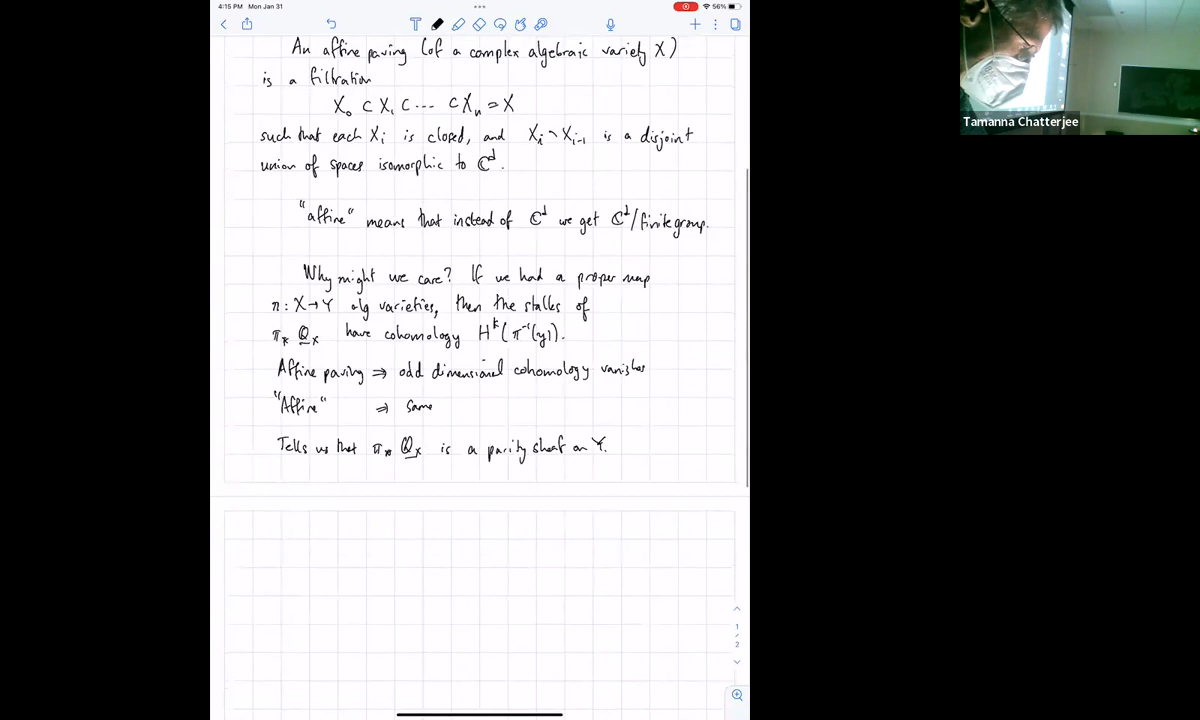 4:15 PM Mon Jan 31
56%
An affine paving (of a complex algebraic variety X)
is a filtration
X₀ ⊂ X₁ ⊂ ··· ⊂ Xₙ = X
such that each Xᵢ is closed, and Xᵢ \ Xᵢ₋₁ is a disjoint
union of spaces isomorphic to ℂᵈ.
"affine" means that instead of ℂᵈ we get ℂᵈ/finite group.
Why might we care? If we had a proper map
π: X→Y alg varieties, then the stalks of
π_* ℚ_X have cohomology Hᵏ(π⁻¹(y)).
Affine paving ⇒ odd dimensional cohomology vanishes
"Affine" ⇒ same
Tells us that π_* ℚ_X is a parity sheaf on Y.
1
/
2
Tamanna Chatterjee